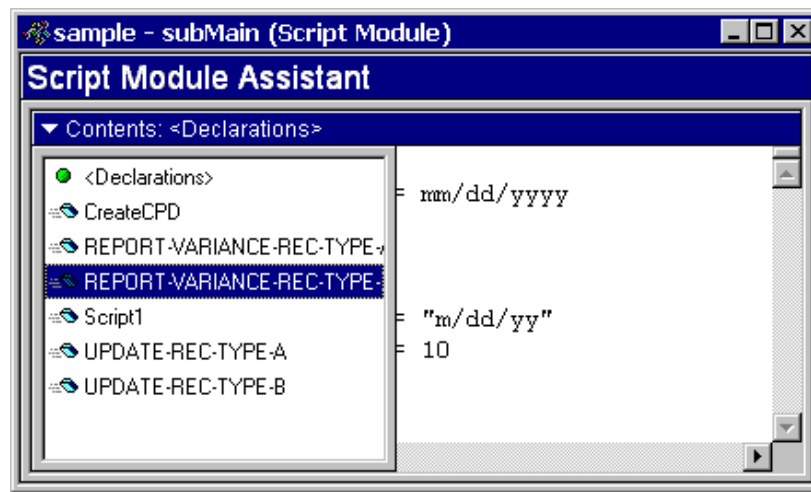 sample - subMain (Script Module)
Script Module Assistant
Contents: <Declarations>
<Declarations>
CreateCPD
= mm/dd/yyyy
REPORT-VARIANCE-REC-TYPE-
REPORT-VARIANCE-REC-TYPE-
Script1
= "m/dd/yy"
UPDATE-REC-TYPE-A
= 10
UPDATE-REC-TYPE-B